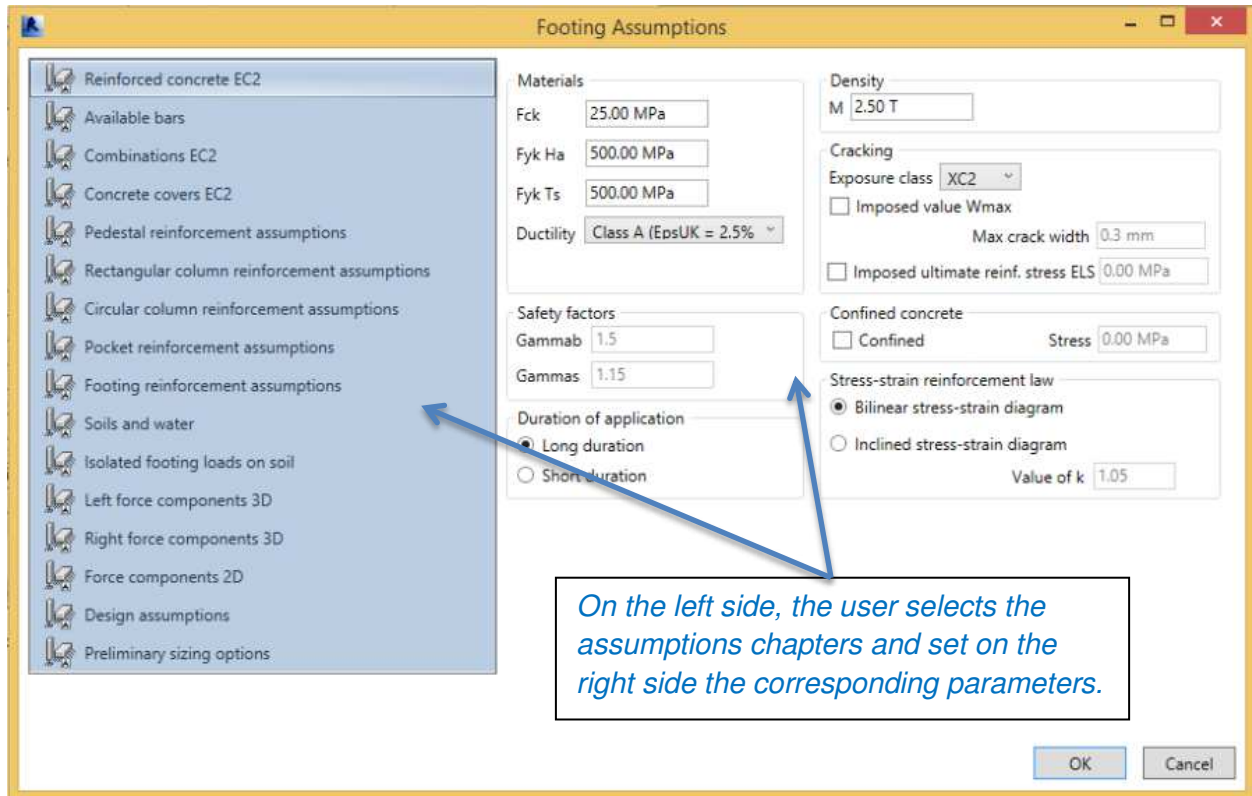 Footing Assumptions
Reinforced concrete EC2
Available bars
Combinations EC2
Concrete covers EC2
Pedestal reinforcement assumptions
Rectangular column reinforcement assumptions
Circular column reinforcement assumptions
Pocket reinforcement assumptions
Footing reinforcement assumptions
Soils and water
Isolated footing loads on soil
Left force components 3D
Right force components 3D
Force components 2D
Design assumptions
Preliminary sizing options
Materials
Fck 25.00 MPa
Fyk Ha 500.00 MPa
Fyk Ts 500.00 MPa
Ductility Class A (EpsUK = 2.5%
Safety factors
Gammab 1.5
Gammas 1.15
Duration of application
Long duration
Short duration
Density
M 2.50 T
Cracking
Exposure class XC2
Imposed value Wmax
Max crack width 0.3 mm
Imposed ultimate reinf. stress ELS 0.00 MPa
Confined concrete
Confined Stress 0.00 MPa
Stress-strain reinforcement law
Bilinear stress-strain diagram
Inclined stress-strain diagram
Value of k 1.05
On the left side, the user selects the
assumptions chapters and set on the
right side the corresponding parameters.
OK Cancel